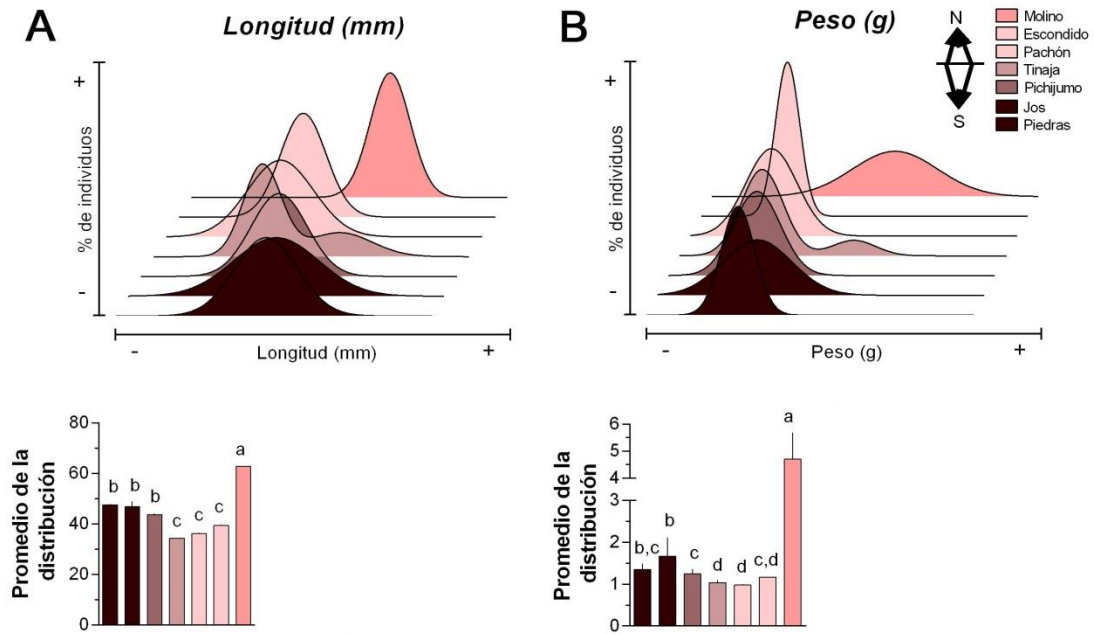 A
Longitud (mm)
+
% de individuos
-
-
Longitud (mm)
+
B
Peso (g)
+
% de individuos
-
-
Peso (g)
+
N
S
Molino
Escondido
Pachón
Tinaja
Pichijumo
Jos
Piedras
Promedio de la
distribución
80
60
40
20
0
b
b
b
c
c
c
a
Promedio de la
distribución
6
5
4
3
2
1
0
b,c
b
c
d
d
c,d
a